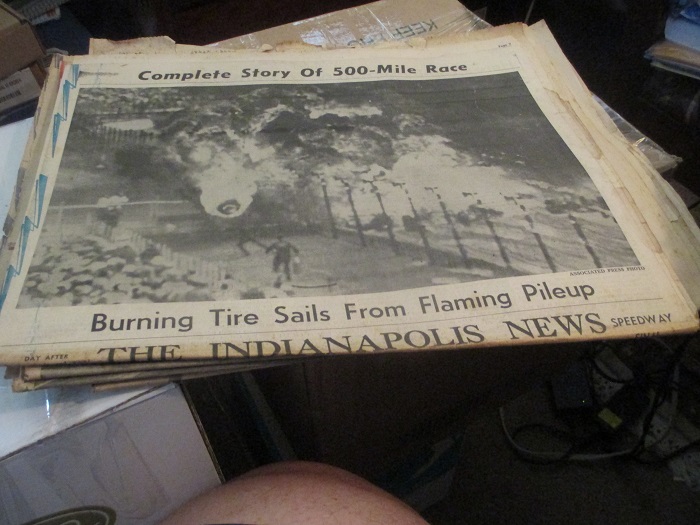 KEEP
Complete Story Of 500-Mile Race
ASSOCIATED PRESS PHOTO
Burning Tire Sails From Flaming Pileup
DAY AFTER
THE INDIANAPOLIS NEWS
SPEEDWAY